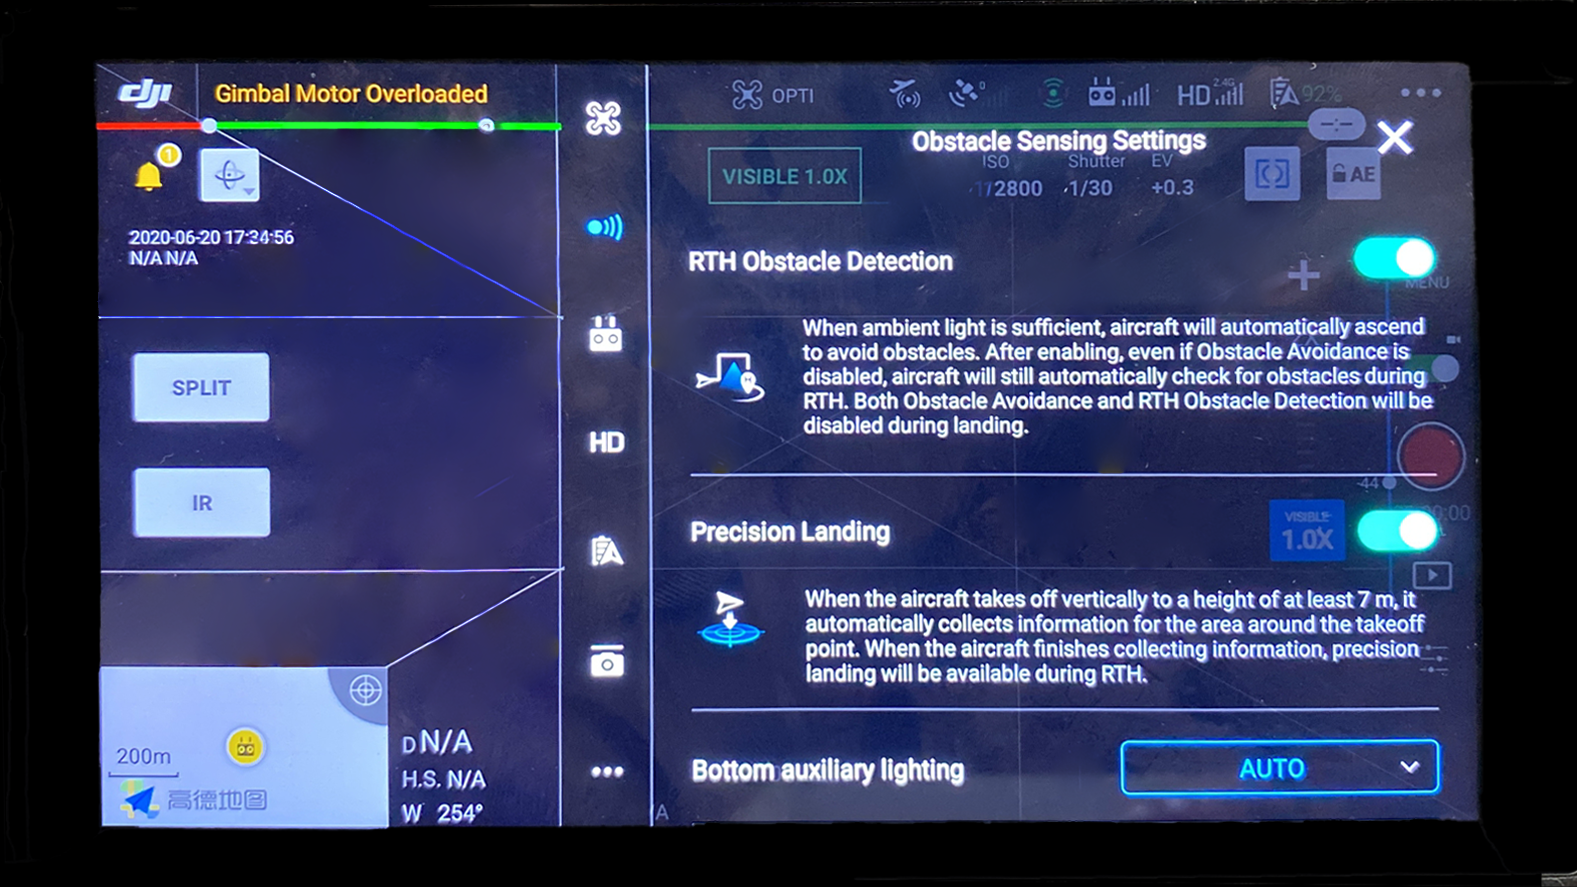 dji
Gimbal Motor Overloaded
OPTI
0
2.4G
HD
92%
1
Obstacle Sensing Settings
VISIBLE 1.0X
ISO
Shutter
EV
2800
1/30
+0.3
AE
2020-06-20 17:34:56
N/A N/A
RTH Obstacle Detection
MENU
When ambient light is sufficient, aircraft will automatically ascend
to avoid obstacles. After enabling, even if Obstacle Avoidance is
disabled, aircraft will still automatically check for obstacles during
RTH. Both Obstacle Avoidance and RTH Obstacle Detection will be
disabled during landing.
SPLIT
IR
HD
-44
Precision Landing
VISIBLE
1.0X
When the aircraft takes off vertically to a height of at least 7 m, it
automatically collects information for the area around the takeoff
point. When the aircraft finishes collecting information, precision
landing will be available during RTH.
200m
高德地图
D N/A
H.S. N/A
W 254°
Bottom auxiliary lighting
AUTO